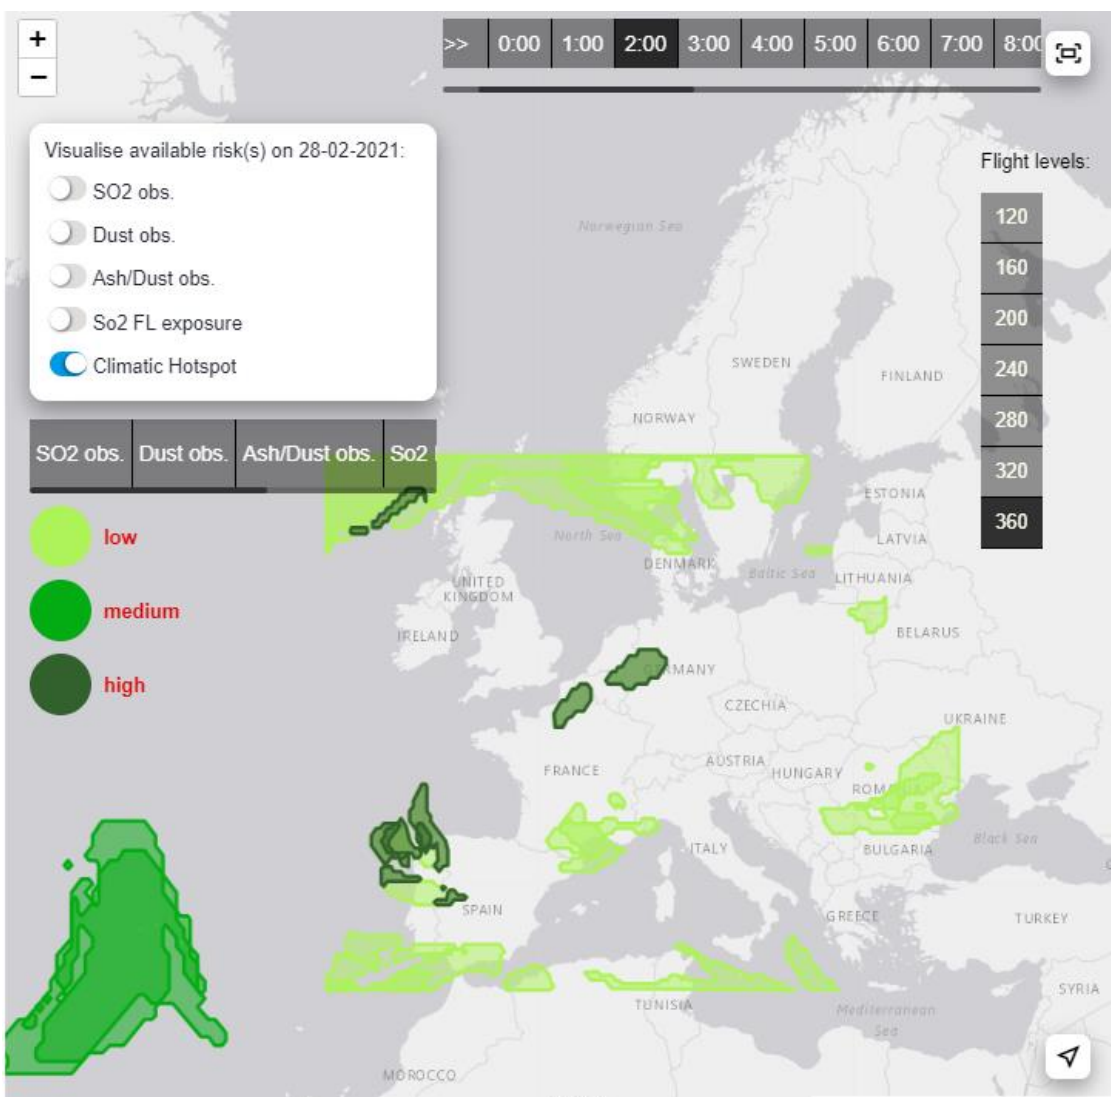 +
−
>> 0:00 1:00 2:00 3:00 4:00 5:00 6:00 7:00 8:00
Visualise available risk(s) on 28-02-2021:
SO2 obs.
Dust obs.
Ash/Dust obs.
So2 FL exposure
Climatic Hotspot
Flight levels:
120
160
200
240
280
320
360
SO2 obs. Dust obs. Ash/Dust obs. So2
low
medium
high
Norwegian Sea
SWEDEN
FINLAND
NORWAY
ESTONIA
North Sea
LATVIA
DENMARK
Baltic Sea
LITHUANIA
UNITED
KINGDOM
IRELAND
BELARUS
GERMANY
CZECHIA
UKRAINE
FRANCE
AUSTRIA
HUNGARY
ITALY
BULGARIA
Black Sea
SPAIN
GREECE
TURKEY
SYRIA
TUNISIA
Mediterranean
Sea
MOROCCO